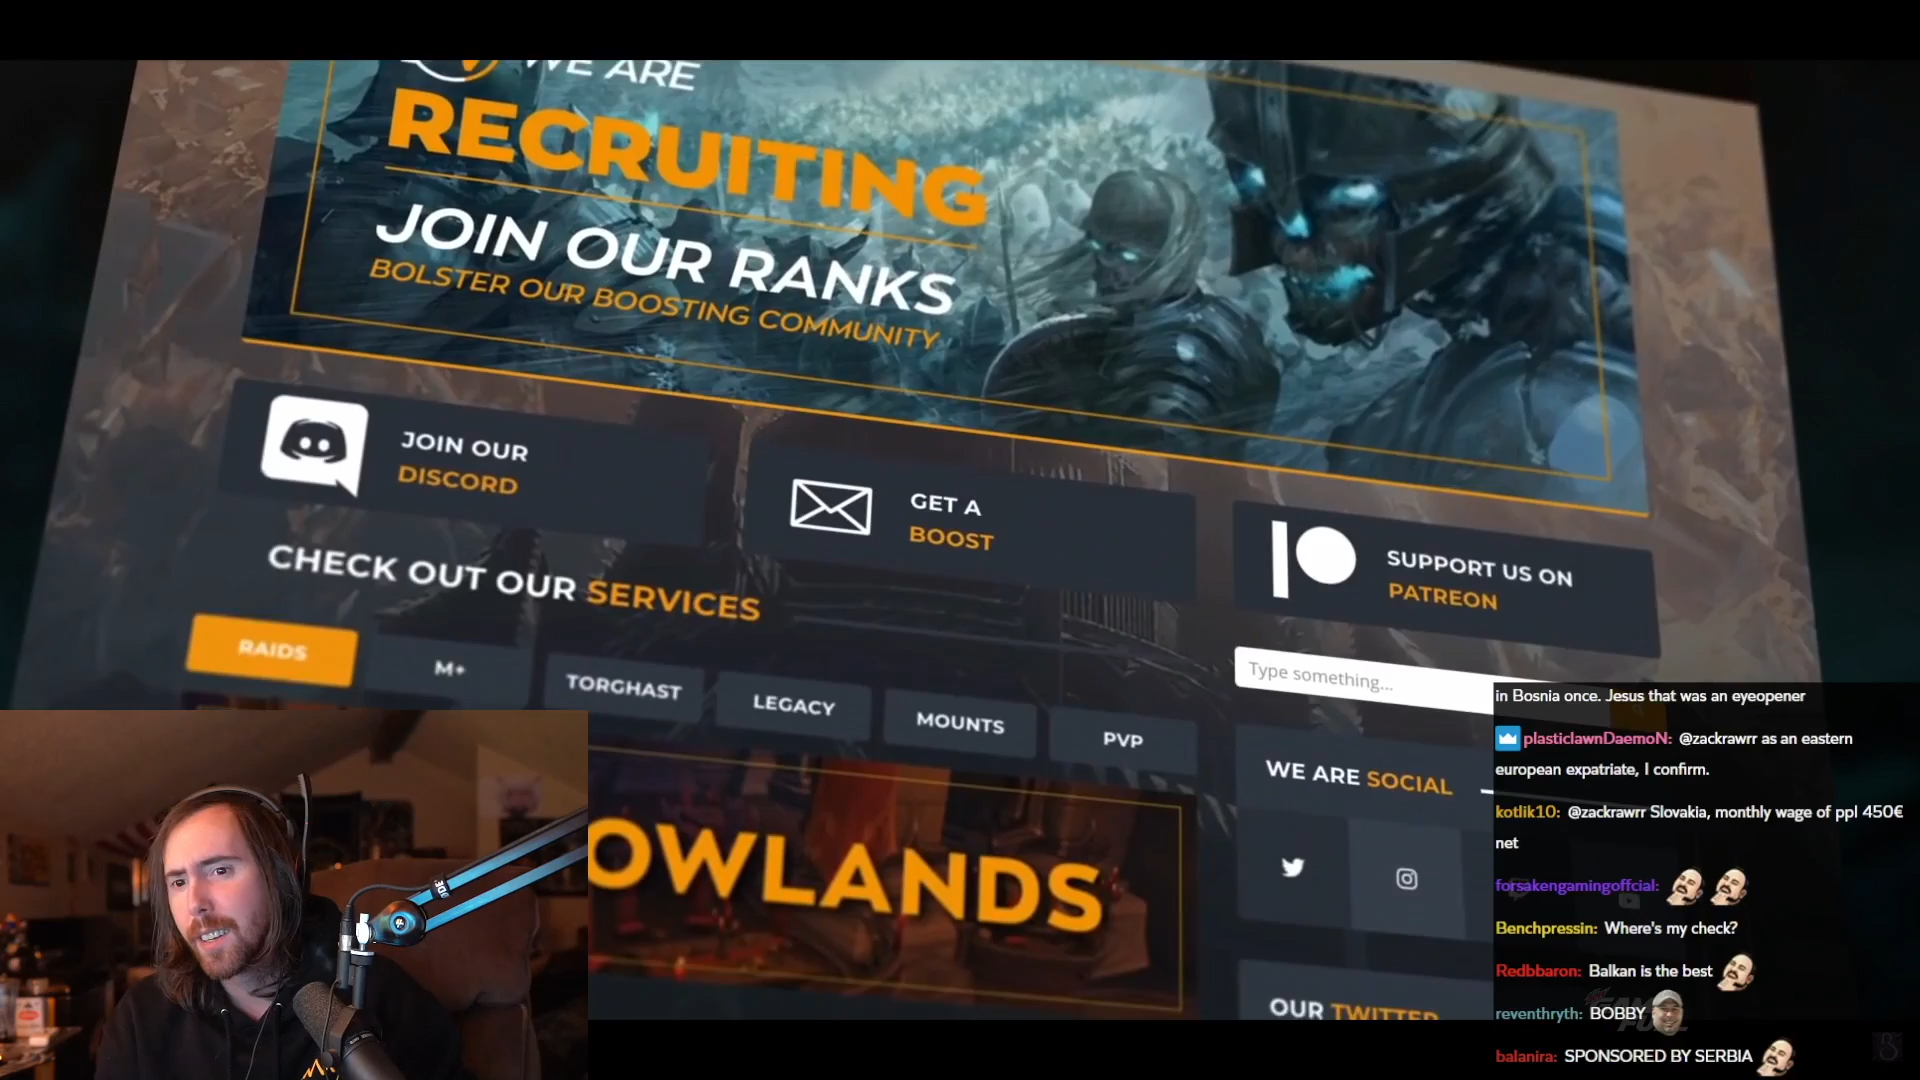 WE ARE
RECRUITING
JOIN OUR RANKS
BOLSTER OUR BOOSTING COMMUNITY
JOIN OUR
DISCORD
GET A
BOOST
SUPPORT US ON
PATREON
CHECK OUT OUR SERVICES
RAIDS
M+
TORGHAST
LEGACY
MOUNTS
PVP
Type something...
OWLANDS
WE ARE SOCIAL
OUR TWITTER
in Bosnia once. Jesus that was an eyeopener
plasticlawnDaemoN: @zackrawrr as an eastern
european expatriate, I confirm.
kotlik10: @zackrawrr Slovakia, monthly wage of ppl 450€
net
forsakengamingoffcial:
Benchpressin: Where's my check?
Redbbaron: Balkan is the best
reventhryth: BOBBY
balanira: SPONSORED BY SERBIA